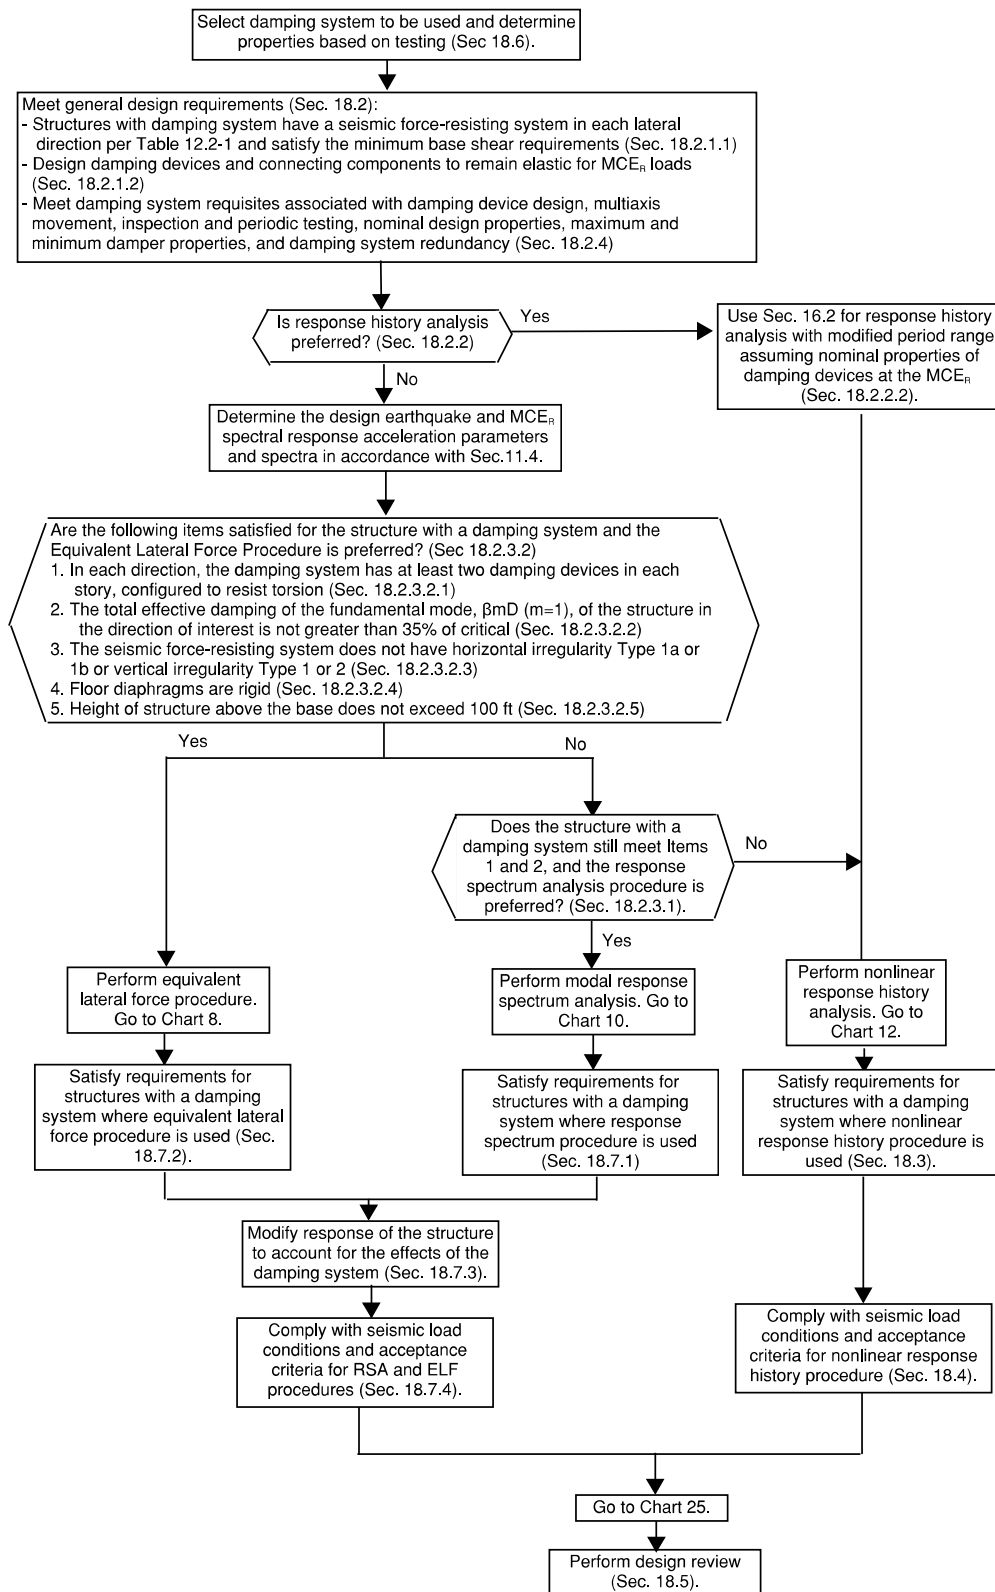 Select damping system to be used and determine
properties based on testing (Sec 18.6).
Meet general design requirements (Sec. 18.2):
- Structures with damping system have a seismic force-resisting system in each lateral
direction per Table 12.2-1 and satisfy the minimum base shear requirements (Sec. 18.2.1.1)
- Design damping devices and connecting components to remain elastic for MCER loads
(Sec. 18.2.1.2)
- Meet damping system requisites associated with damping device design, multiaxis
movement, inspection and periodic testing, nominal design properties, maximum and
minimum damper properties, and damping system redundancy (Sec. 18.2.4)
Is response history analysis
preferred? (Sec. 18.2.2)
Yes
Use Sec. 16.2 for response history
analysis with modified period range
assuming nominal properties of
damping devices at the MCER
(Sec. 18.2.2.2).
No
Determine the design earthquake and MCER
spectral response acceleration parameters
and spectra in accordance with Sec.11.4.
Are the following items satisfied for the structure with a damping system and the
Equivalent Lateral Force Procedure is preferred? (Sec 18.2.3.2)
1. In each direction, the damping system has at least two damping devices in each
story, configured to resist torsion (Sec. 18.2.3.2.1)
2. The total effective damping of the fundamental mode, βmD (m=1), of the structure in
the direction of interest is not greater than 35% of critical (Sec. 18.2.3.2.2)
3. The seismic force-resisting system does not have horizontal irregularity Type 1a or
1b or vertical irregularity Type 1 or 2 (Sec. 18.2.3.2.3)
4. Floor diaphragms are rigid (Sec. 18.2.3.2.4)
5. Height of structure above the base does not exceed 100 ft (Sec. 18.2.3.2.5)
Yes
No
Does the structure with a
damping system still meet Items
1 and 2, and the response
spectrum analysis procedure is
preferred? (Sec. 18.2.3.1).
No
Yes
Perform equivalent
lateral force procedure.
Go to Chart 8.
Perform modal response
spectrum analysis. Go to
Chart 10.
Perform nonlinear
response history
analysis. Go to
Chart 12.
Satisfy requirements for
structures with a damping
system where equivalent lateral
force procedure is used (Sec.
18.7.2).
Satisfy requirements for
structures with a damping
system where response
spectrum procedure is used
(Sec. 18.7.1)
Satisfy requirements for
structures with a damping
system where nonlinear
response history procedure is
used (Sec. 18.3).
Modify response of the structure
to account for the effects of the
damping system (Sec. 18.7.3).
Comply with seismic load
conditions and acceptance
criteria for RSA and ELF
procedures (Sec. 18.7.4).
Comply with seismic load
conditions and acceptance
criteria for nonlinear response
history procedure (Sec. 18.4).
Go to Chart 25.
Perform design review
(Sec. 18.5).